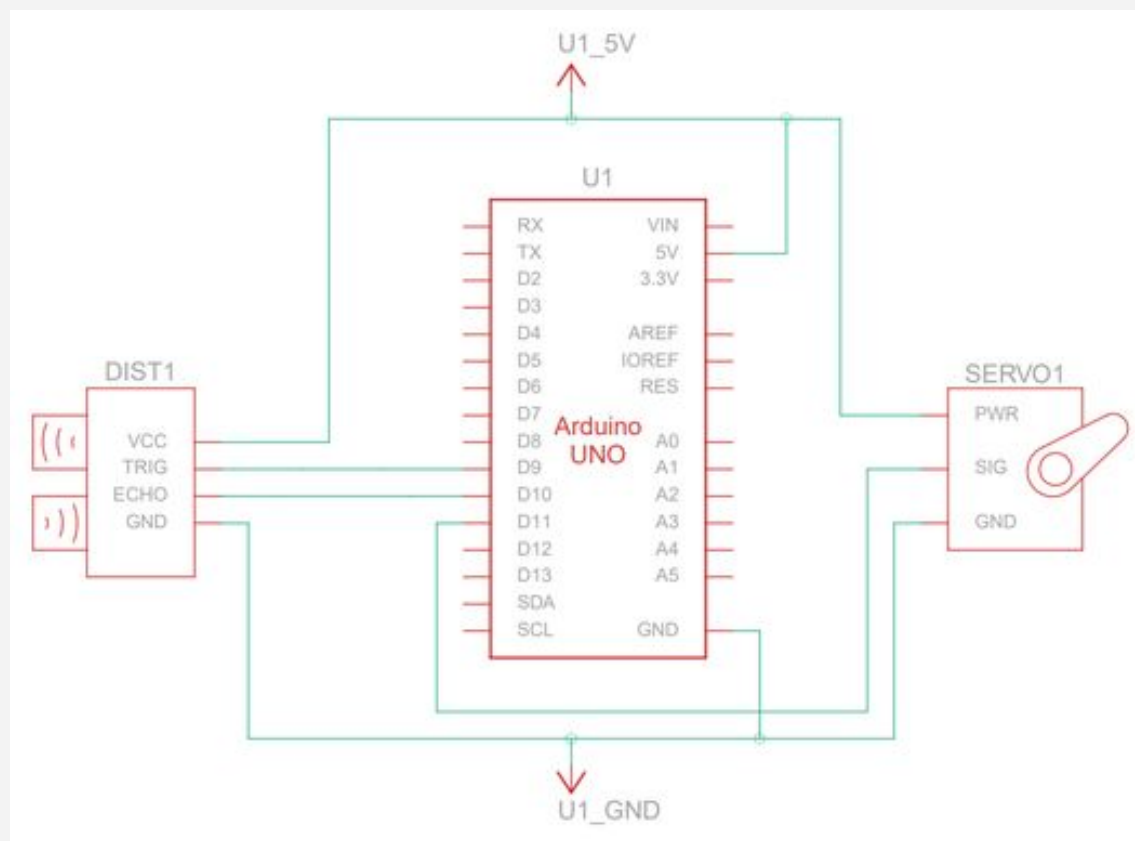 U1_5V
U1
RX VIN
TX 5V
D2 3.3V
D3
D4 AREF
D5 IOREF
DIST1 D6 RES SERVO1
D7 PWR
VCC D8 Arduino A0
UNO
TRIG D9 A1 SIG
ECHO D10 A2
GND D11 A3 GND
D12 A4
D13 A5
SDA
SCL GND
U1_GND